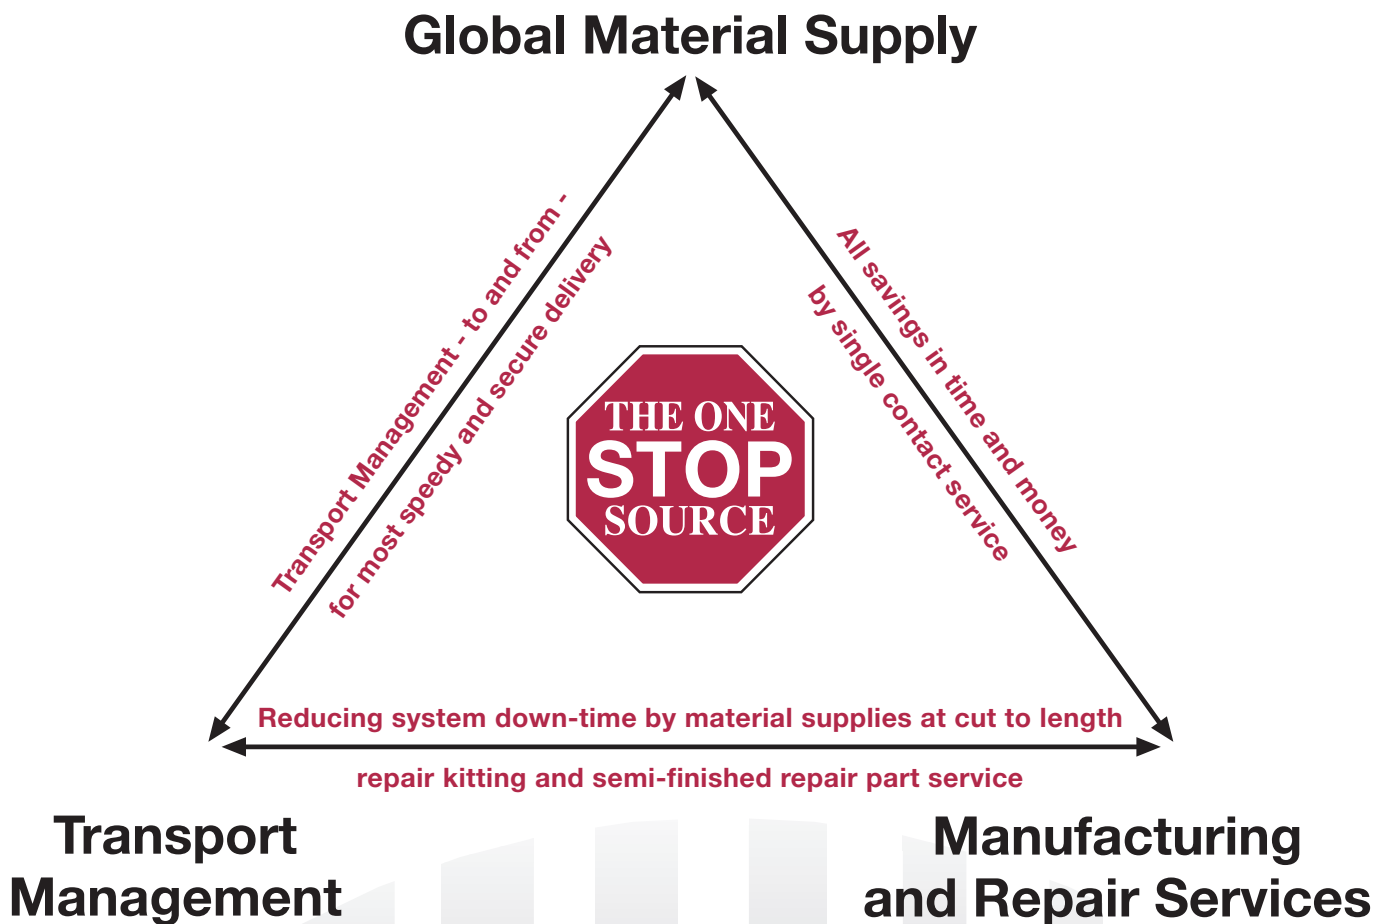 Global Material Supply
Transport Management - to and from -
for most speedy and secure delivery
All savings in time and money
by single contact service
THE ONE
STOP
SOURCE
Reducing system down-time by material supplies at cut to length
repair kitting and semi-finished repair part service
Transport
Management
Manufacturing
and Repair Services